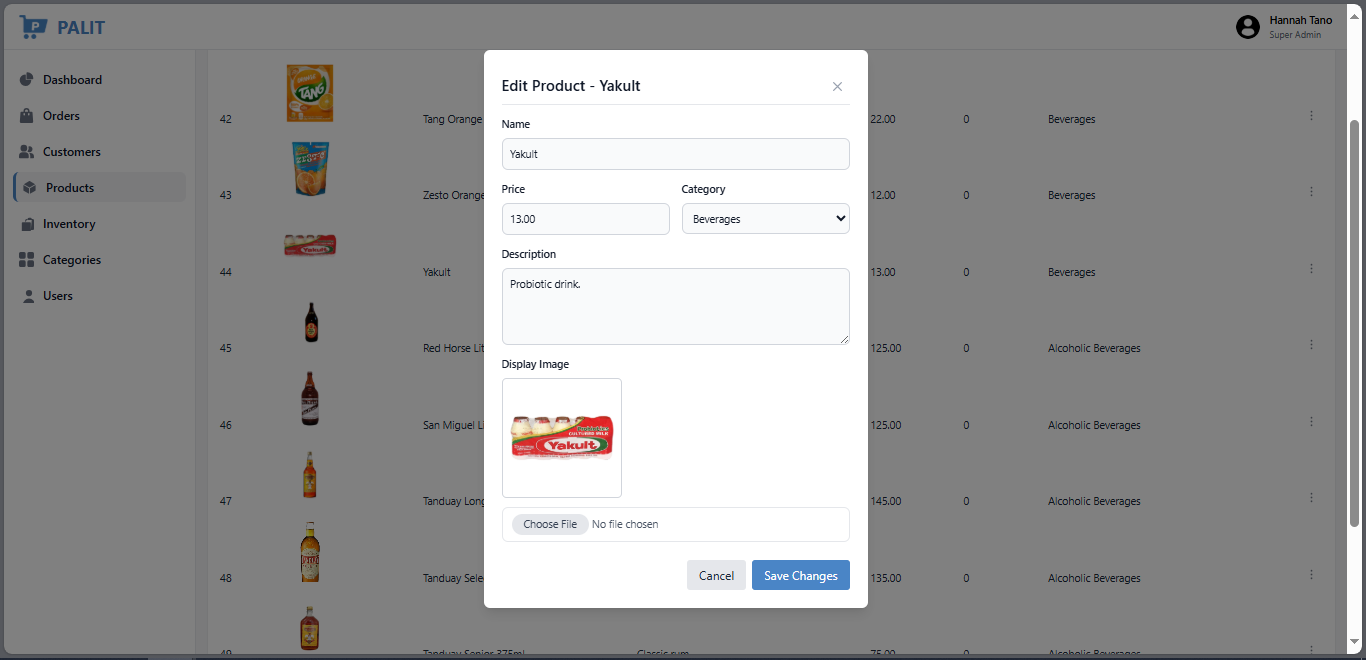 PALIT
Hannah Tano
Super Admin
Dashboard
Orders
Customers
Products
Inventory
Categories
Users
42 Tang Orange 22.00 0 Beverages
43 Zesto Orange 12.00 0 Beverages
44 Yakult 13.00 0 Beverages
45 Red Horse Lit 125.00 0 Alcoholic Beverages
46 San Miguel Li 125.00 0 Alcoholic Beverages
47 Tanduay Long 145.00 0 Alcoholic Beverages
48 Tanduay Sele 135.00 0 Alcoholic Beverages
49 Tanduay Senior 375ml Classic rum 75.00 0 Alcoholic Beverages
Edit Product - Yakult
Name
Yakult
Price Category
13.00 Beverages
Description
Probiotic drink.
Display Image
Probiotics
CULTURED MILK
Yakult
Choose File No file chosen
Cancel Save Changes
P
TANG
Yakult